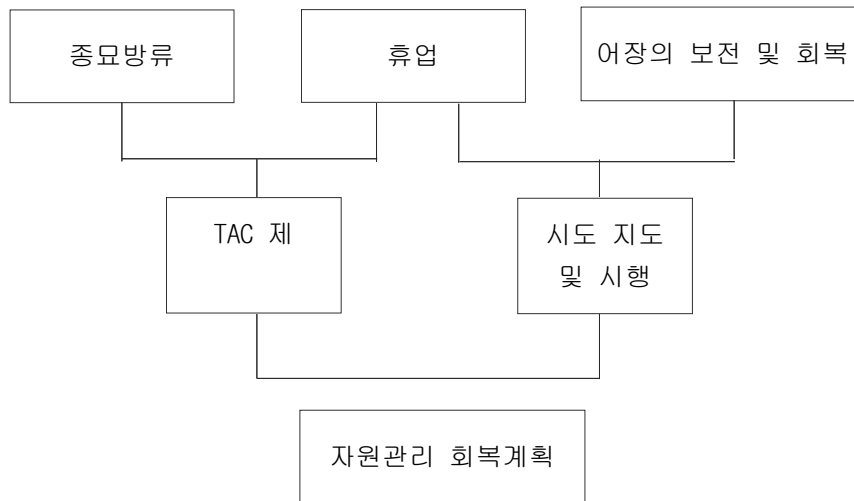 종묘방류
휴업
어장의 보전 및 회복
TAC 제
시도 지도
및 시행
자원관리 회복계획